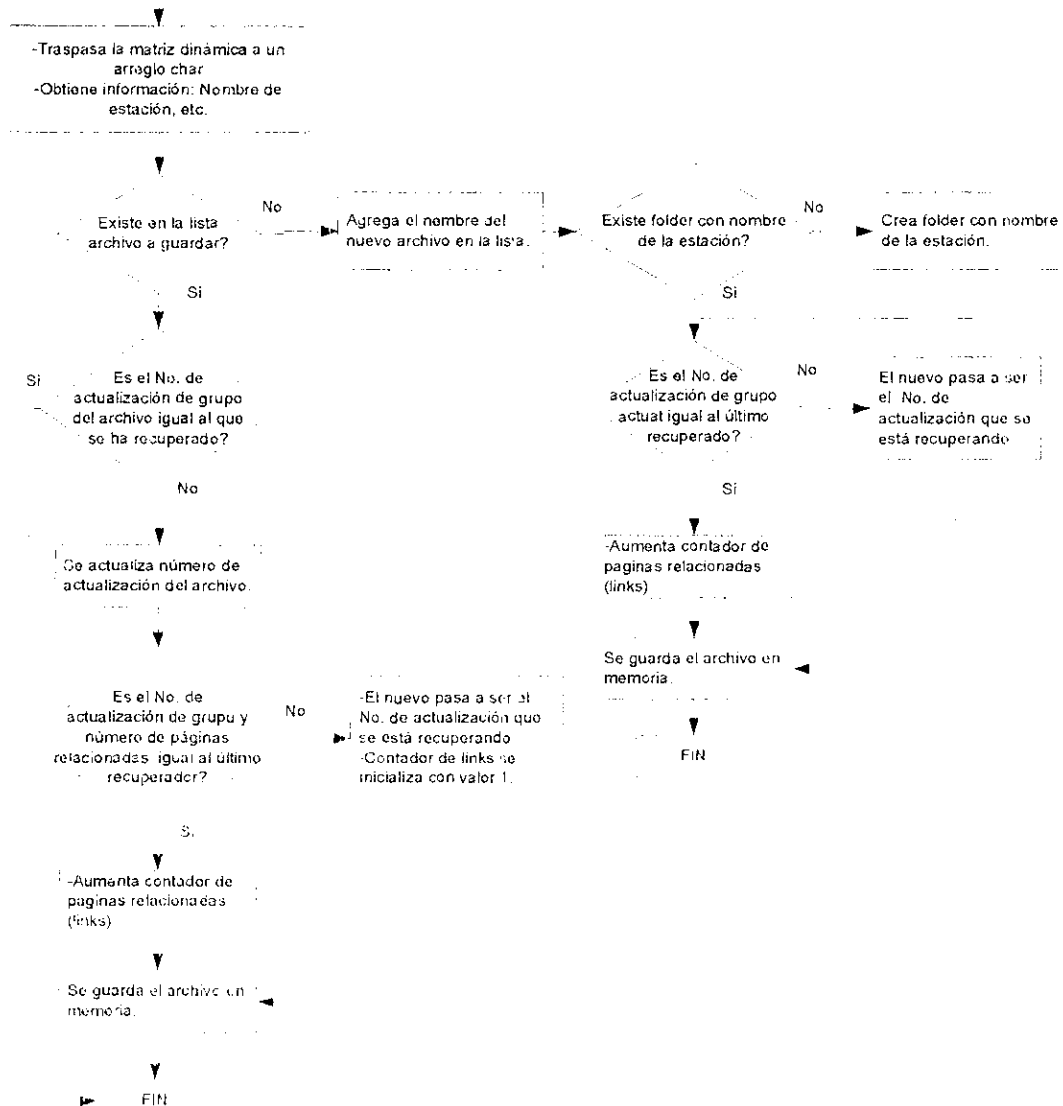 -Traspasa la matriz dinámica a un
arreglo char
-Obtiene información: Nombre de
estación, etc.
Existe en la lista
archivo a guardar?
No
Agrega el nombre del
nuevo archivo en la lista.
Existe folder con nombre
de la estación?
No
Crea folder con nombre
de la estación.
Si
Si
Si
Es el No. de
actualización de grupo
del archivo igual al que
se ha recuperado?
Es el No. de
actualización de grupo
actual igual al último
recuperado?
No
El nuevo pasa a ser
el No. de
actualización que se
está recuperando
No
Si
Se actualiza número de
actualización del archivo.
-Aumenta contador de
paginas relacionadas
(links)
Se guarda el archivo en
memoria.
FIN
Es el No. de
actualización de grupo y
número de páginas
relacionadas igual al último
recuperador?
No
-El nuevo pasa a ser el
No. de actualización que
se está recuperando
-Contador de links se
inicializa con valor 1.
Si
-Aumenta contador de
paginas relacionadas
(links)
Se guarda el archivo en
memoria.
FIN